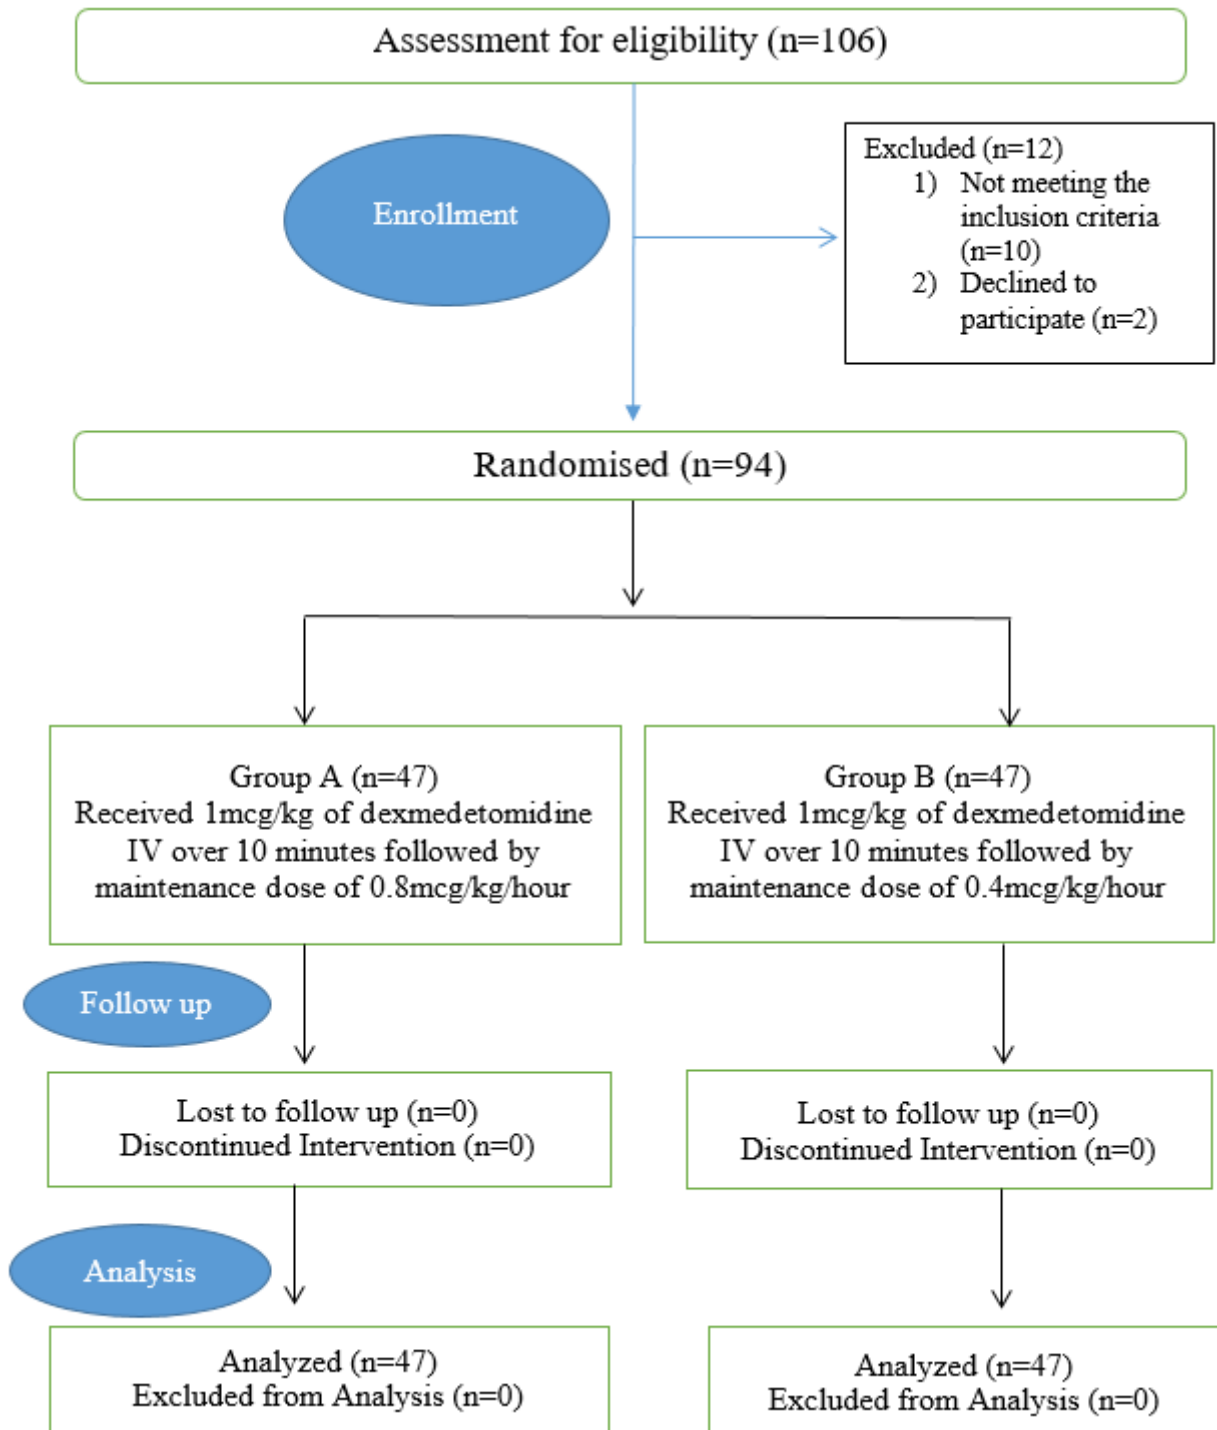 Assessment for eligibility (n=106)
Enrollment
Excluded (n=12)
1) Not meeting the
inclusion criteria
(n=10)
2) Declined to
participate (n=2)
Randomised (n=94)
Group A (n=47)
Received 1mcg/kg of dexmedetomidine
IV over 10 minutes followed by
maintenance dose of 0.8mcg/kg/hour
Group B (n=47)
Received 1mcg/kg of dexmedetomidine
IV over 10 minutes followed by
maintenance dose of 0.4mcg/kg/hour
Follow up
Lost to follow up (n=0)
Discontinued Intervention (n=0)
Lost to follow up (n=0)
Discontinued Intervention (n=0)
Analysis
Analyzed (n=47)
Excluded from Analysis (n=0)
Analyzed (n=47)
Excluded from Analysis (n=0)